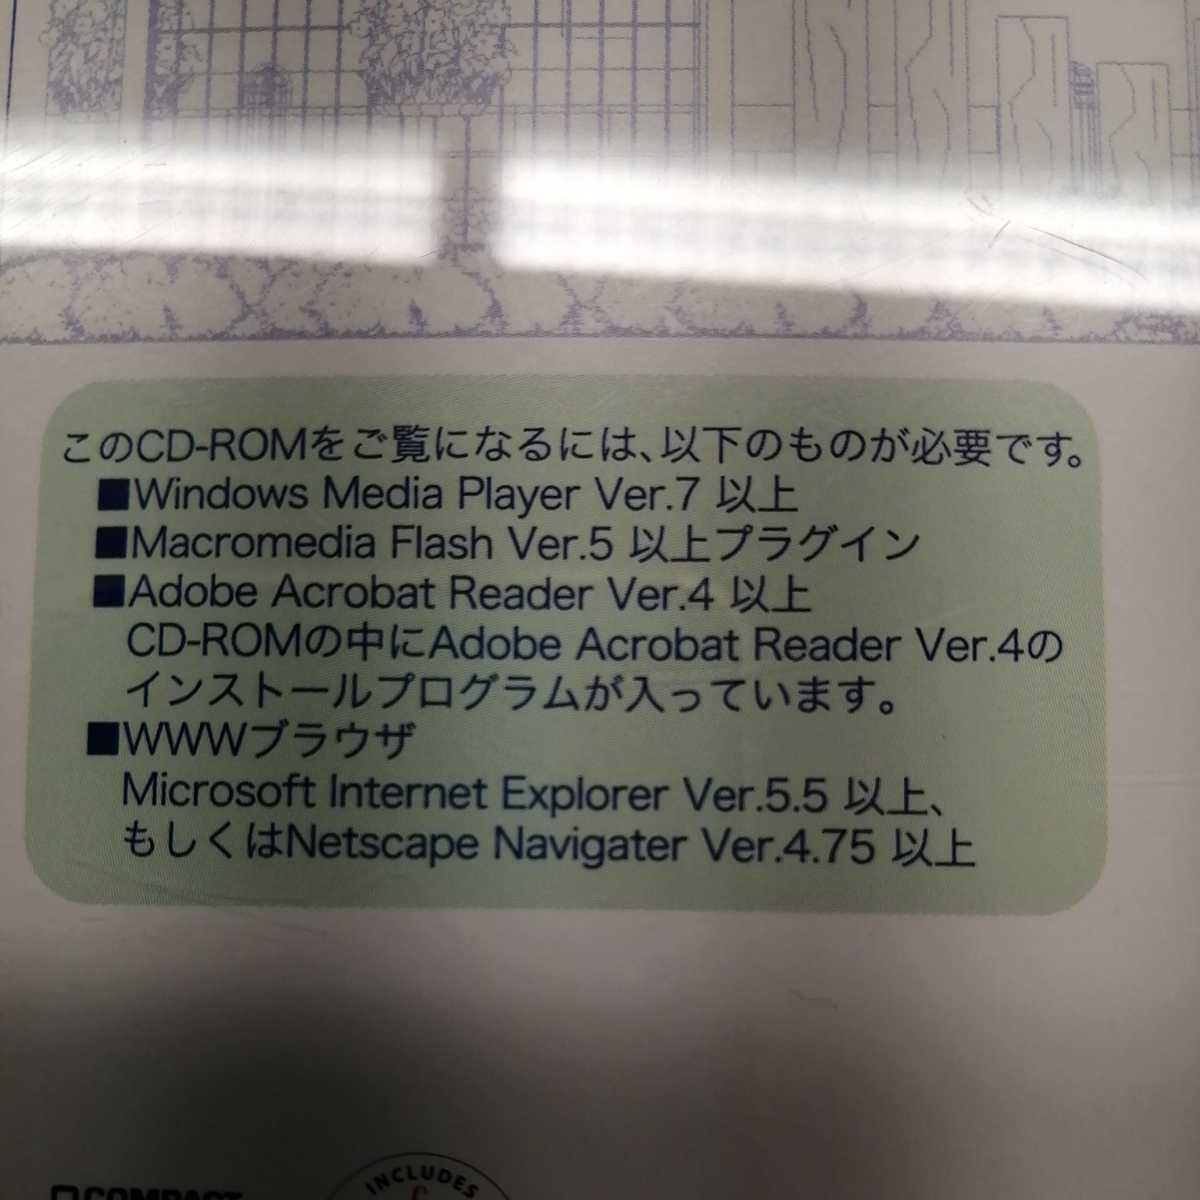 このCD-ROMをご覧になるには、以下のものが必要です。
■Windows Media Player Ver.7 以上
■Macromedia Flash Ver.5 以上プラグイン
■Adobe Acrobat Reader Ver.4 以上
CD-ROMの中にAdobe Acrobat Reader Ver.4の
インストールプログラムが入っています。
■WWWブラウザ
Microsoft Internet Explorer Ver.5.5 以上、
もしくはNetscape Navigater Ver.4.75 以上
COMPACT
INCLUDES